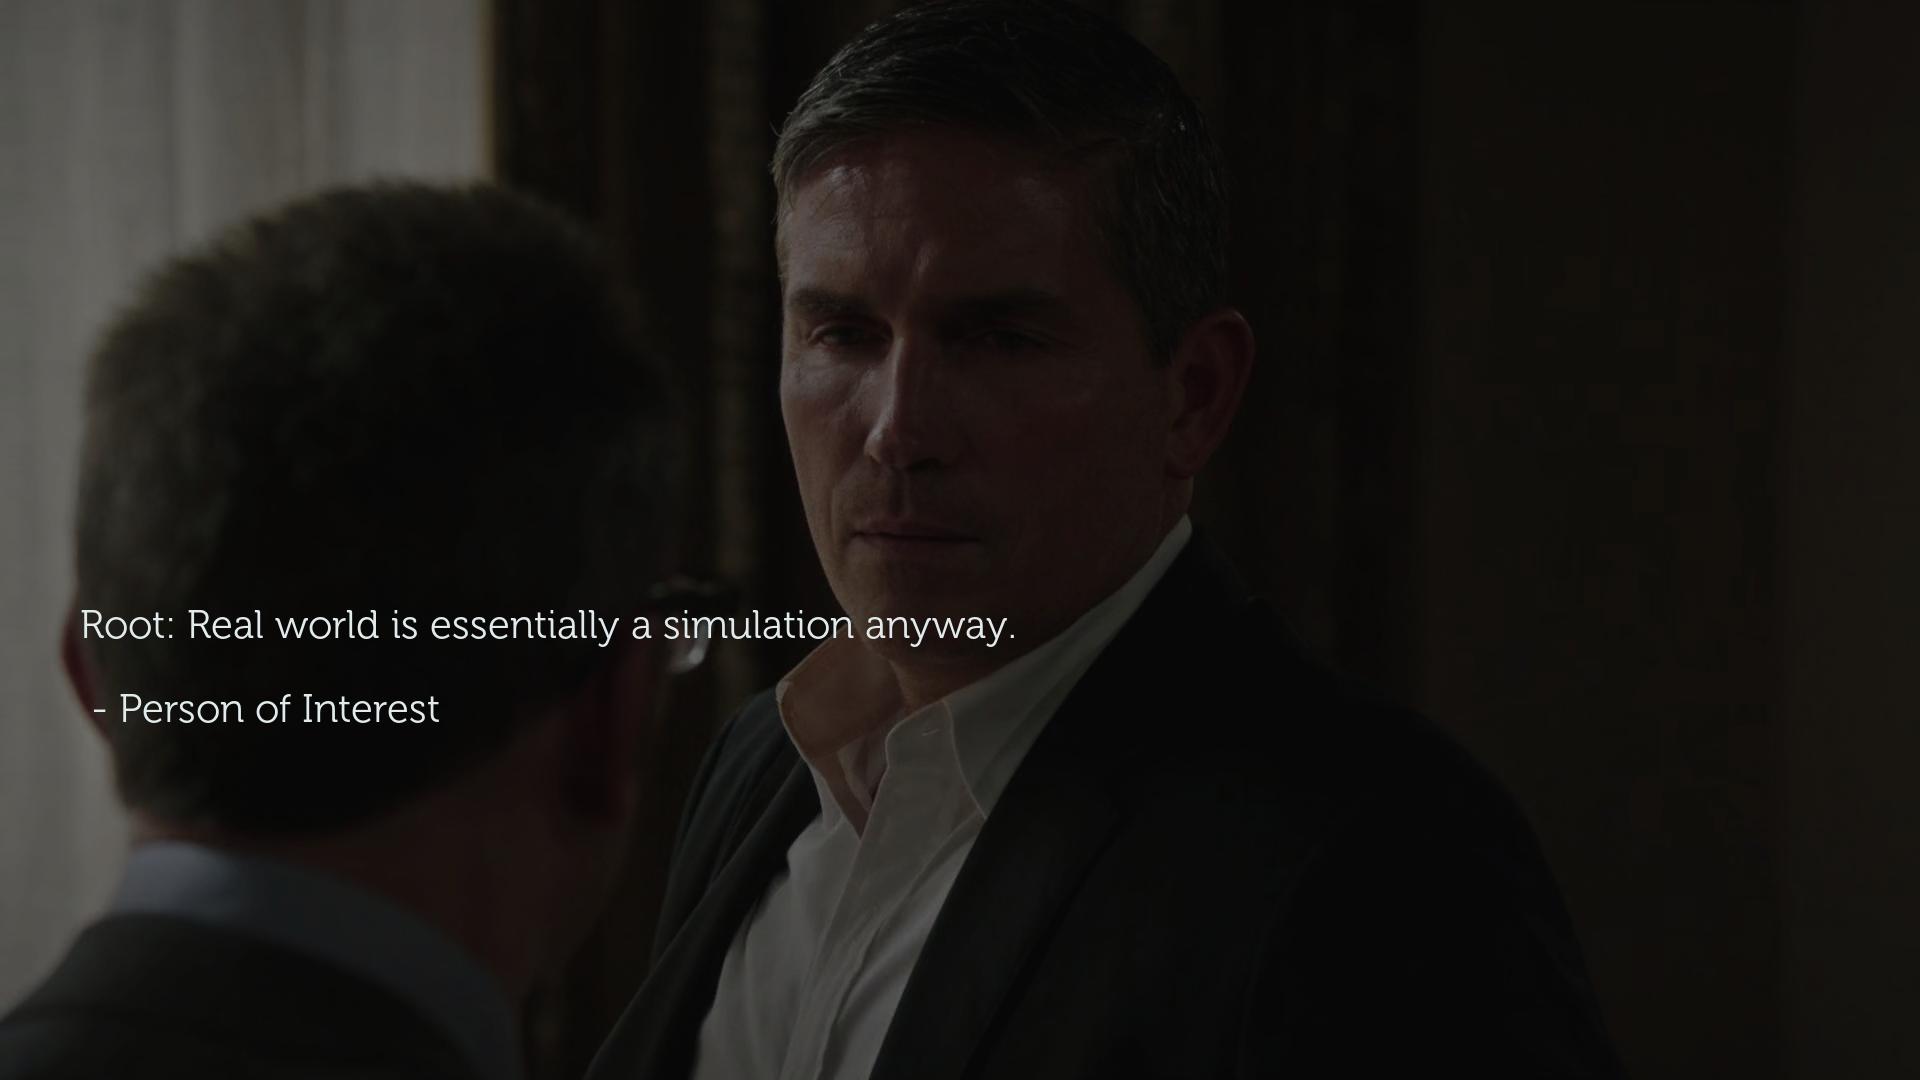 Root: Real world is essentially a simulation anyway.
- Person of Interest